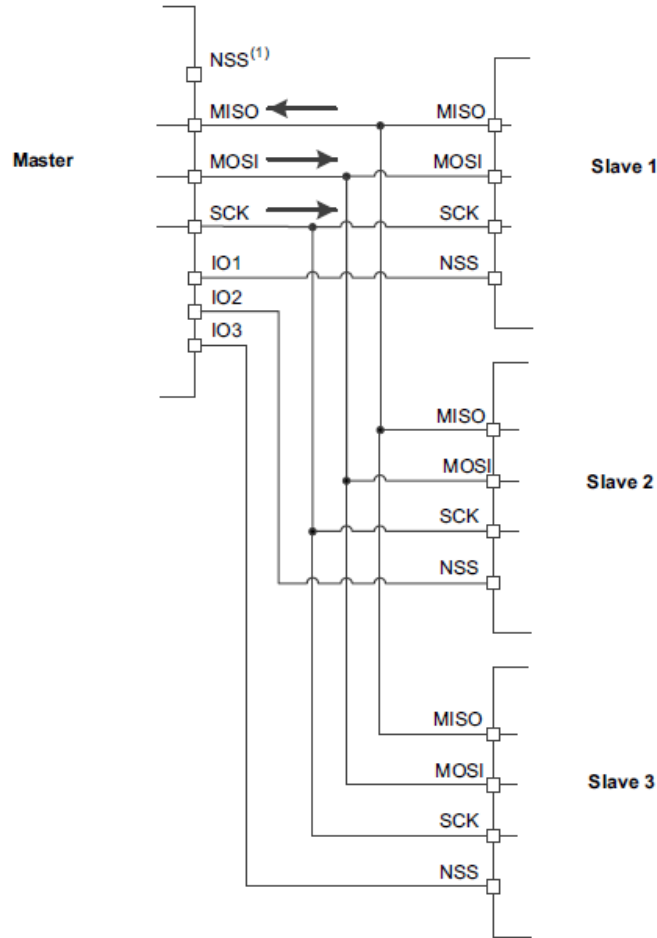 NSS(1)
MISO
MOSI
SCK
IO1
IO2
IO3
Master
MISO
MOSI
SCK
NSS
Slave 1
MISO
MOSI
SCK
NSS
Slave 2
MISO
MOSI
SCK
NSS
Slave 3